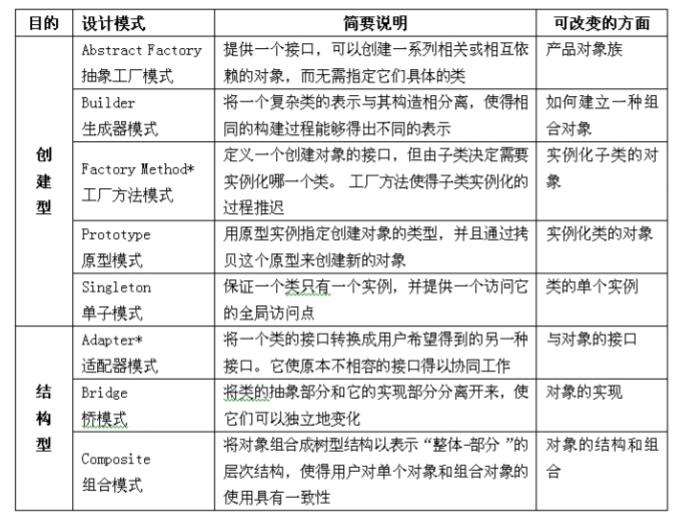 目的 设计模式 简要说明 可改变的方面
创建型
Abstract Factory
抽象工厂模式
提供一个接口，可以创建一系列相关或相互依
赖的对象，而无需指定它们具体的类
产品对象族
Builder
生成器模式
将一个复杂类的表示与其构造相分离，使得相
同的构建过程能够得出不同的表示
如何建立一种组
合对象
Factory Method*
工厂方法模式
定义一个创建对象的接口，但由子类决定需要
实例化哪一个类。 工厂方法使得子类实例化的
过程推迟
实例化子类的对
象
Prototype
原型模式
用原型实例指定创建对象的类型，并且通过拷
贝这个原型来创建新的对象
实例化类的对象
Singleton
单子模式
保证一个类只有一个实例，并提供一个访问它
的全局访问点
类的单个实例
结构型
Adapter*
适配器模式
将一个类的接口转换成用户希望得到的另一种
接口。它使原本不相容的接口得以协同工作
与对象的接口
Bridge
桥模式
将类的抽象部分和它的实现部分分离开来，使
它们可以独立地变化
对象的实现
Composite
组合模式
将对象组合成树型结构以表示“整体-部分”的
层次结构，使得用户对单个对象和组合对象的
使用具有一致性
对象的结构和组
合